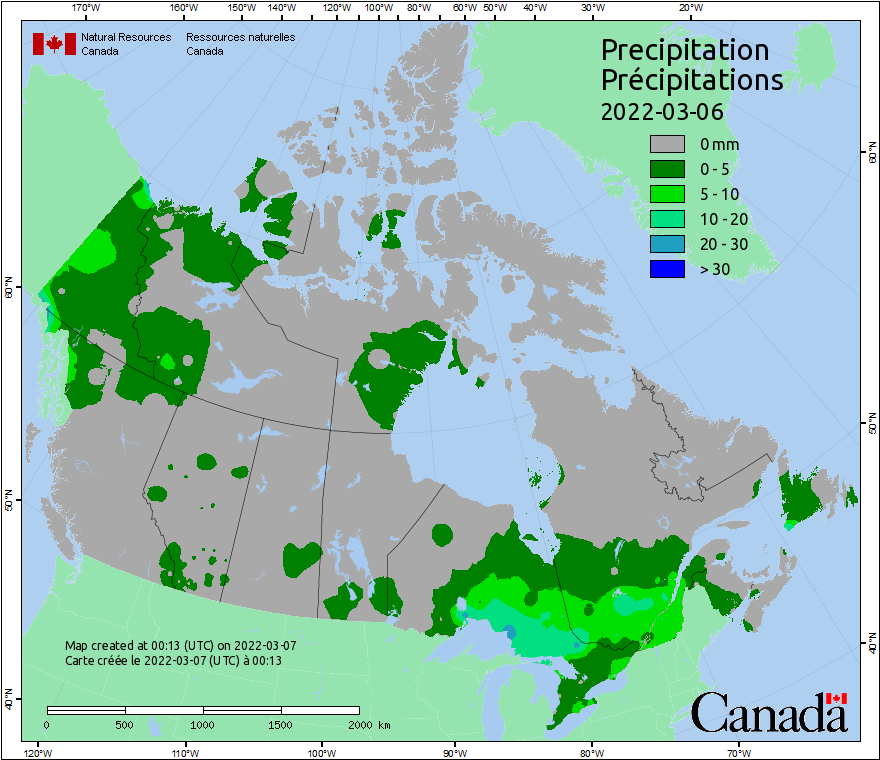 170°W 160°W 150°W 140°W 130°W 120°W 110°W 100°W 90°W 80°W 60°W 50°W 40°W 30°W 20°W
Natural Resources Ressources naturelles
Canada Canada
Precipitation
Précipitations
2022-03-06
0 mm
0 - 5
5 - 10
10 - 20
20 - 30
> 30
60°N 60°N
50°N 50°N
40°N 40°N
Map created at 00:13 (UTC) on 2022-03-07
Carte créée le 2022-03-07 (UTC) à 00:13
0 500 1000 1500 2000 km
Canada
120°W 110°W 100°W 90°W 80°W 70°W